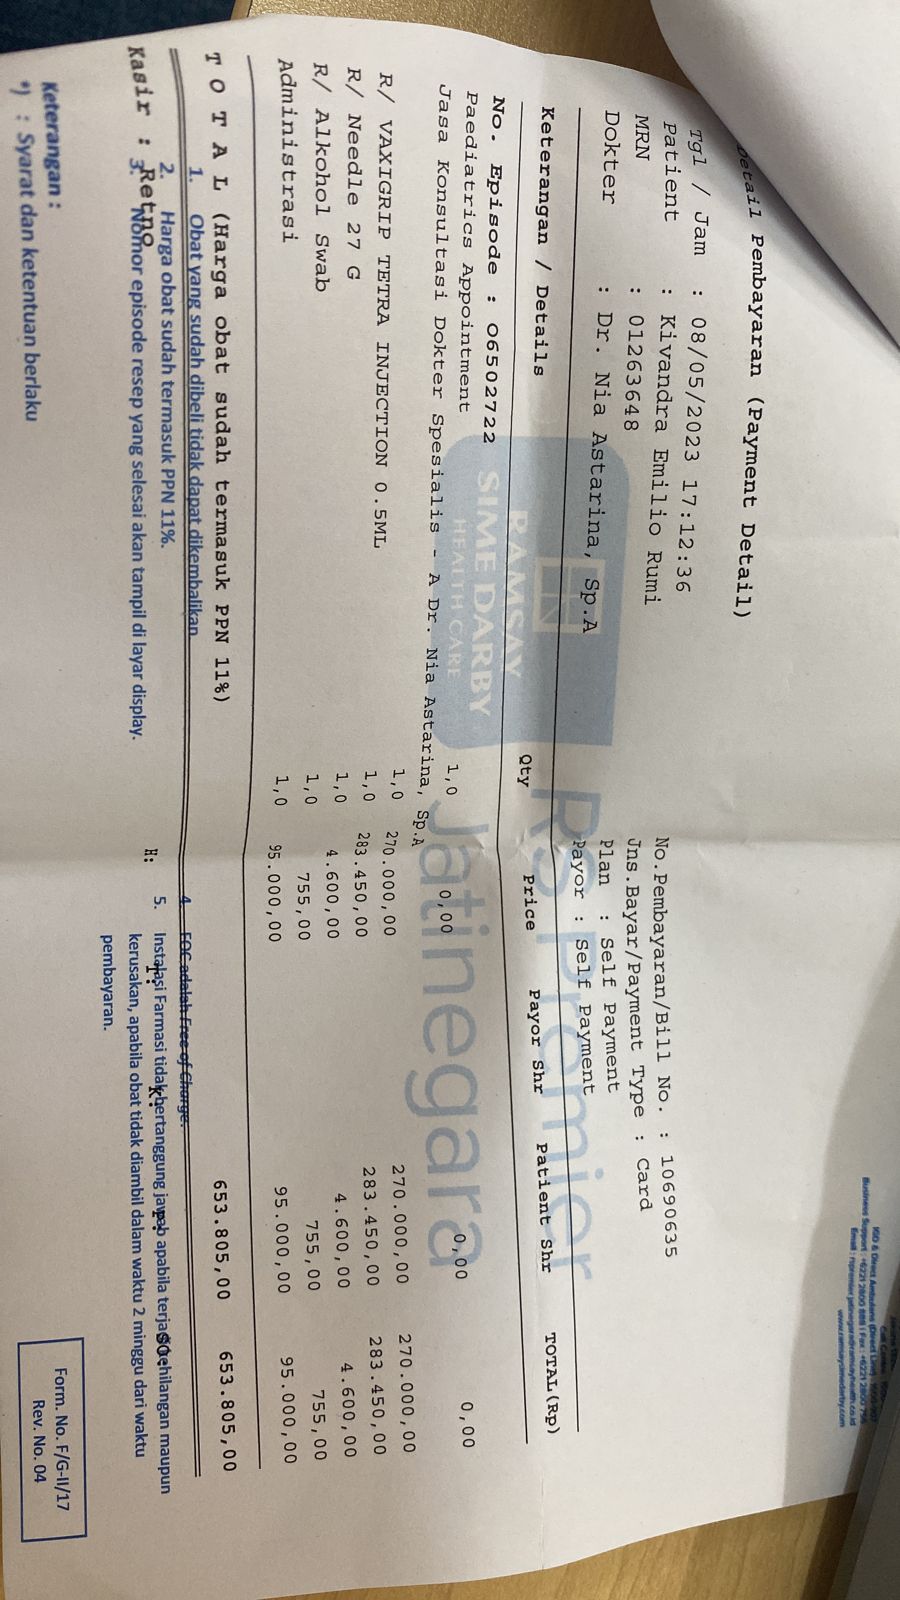 Detail Pembayaran (Payment Detail)
Tgl / Jam : 08/05/2023 17:12:36
Patient : Kivandra Emilio Rumi
MRN : 01263648
Dokter : Dr. Nia Astarina, Sp.A
No.Pembayaran/Bill No. : 10690635
Jns.Bayar/Payment Type : Card
Plan : Self Payment
Payor : Self Payment
Keterangan / Details Qty Price Payor Shr Patient Shr TOTAL(Rp)
No. Episode : O6502722
Paediatrics Appointment 1,0 0,00 0,00 0,00
Jasa Konsultasi Dokter Spesialis - A Dr. Nia Astarina, Sp.A 1,0 270.000,00 270.000,00 270.000,00
R/ VAXIGRIP TETRA INJECTION 0.5ML 1,0 283.450,00 283.450,00 283.450,00
R/ Needle 27 G 1,0 4.600,00 4.600,00 4.600,00
R/ Alkohol Swab 1,0 755,00 755,00 755,00
Administrasi 1,0 95.000,00 95.000,00 95.000,00
T O T A L (Harga obat sudah termasuk PPN 11%) 653.805,00 653.805,00
1. Obat yang sudah dibeli tidak dapat dikembalikan
2. Harga obat sudah termasuk PPN 11%.
3. Nomor episode resep yang selesai akan tampil di layar display.
4. FOC adalah Free of Charge.
5. Instalasi Farmasi tidak bertanggung jawab apabila terjadi kehilangan maupun
kerusakan, apabila obat tidak diambil dalam waktu 2 minggu dari waktu
pembayaran.
Kasir : Retno
H:
Keterangan :
*) : Syarat dan ketentuan berlaku
Form. No. F/G-II/17
Rev. No. 04
RAMSAY
SIME DARBY
HEALTH CARE
RS Premier
Jatinegara
www.ramsaysimedarby.com